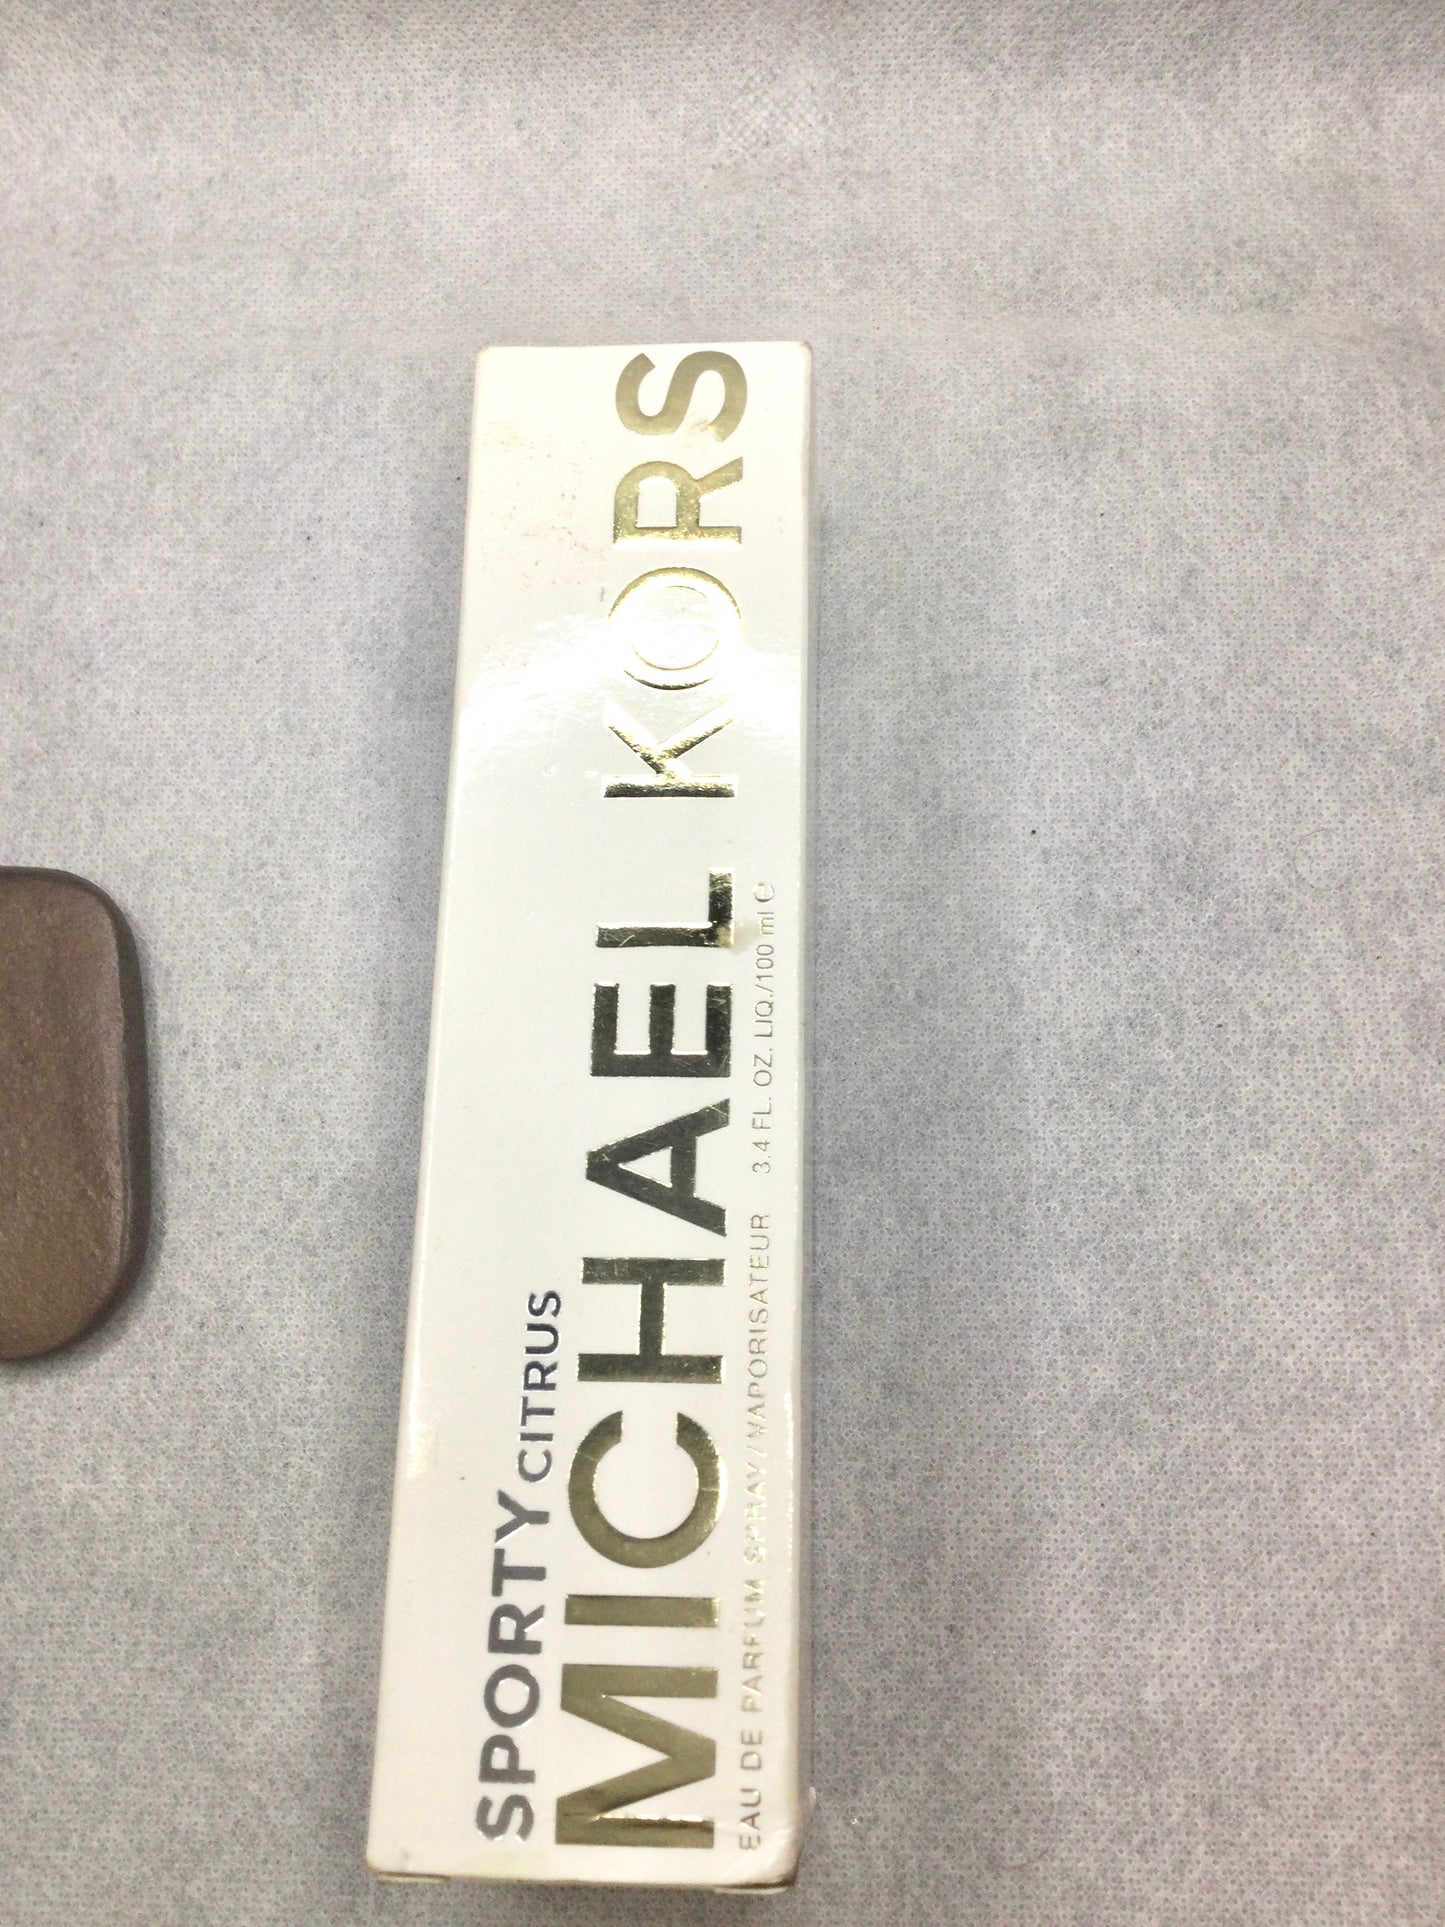 SPORTY CITRUS
MICHAEL KORS
EAU DE PARFUM SPRAY/VAPORISATEUR 3.4 FL. OZ. LIQ./100 ml ℮